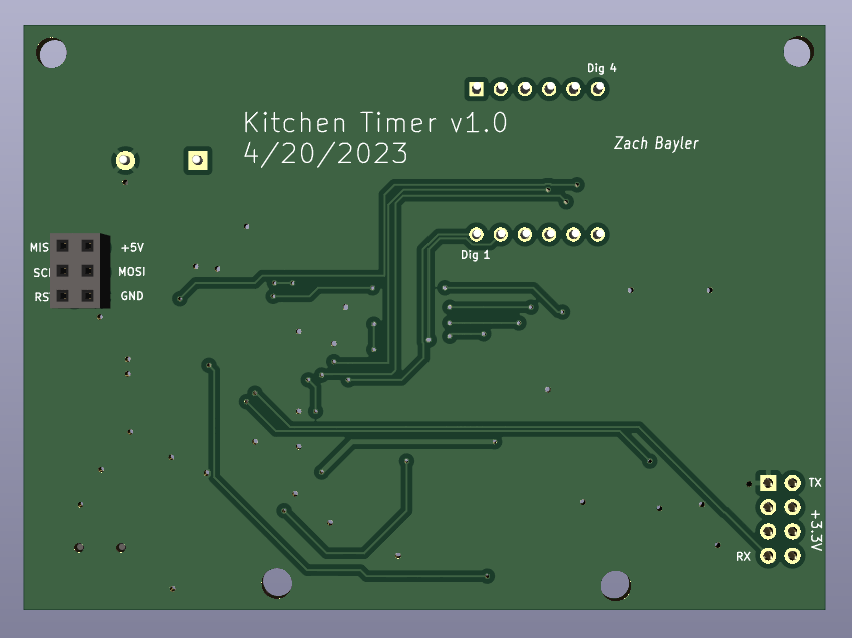 Dig 4
Kitchen Timer v1.0
4/20/2023
Zach Bayler
MIS
+5V
Dig 1
SCI
MOSI
RS
GND
TX
+3.3V
RX